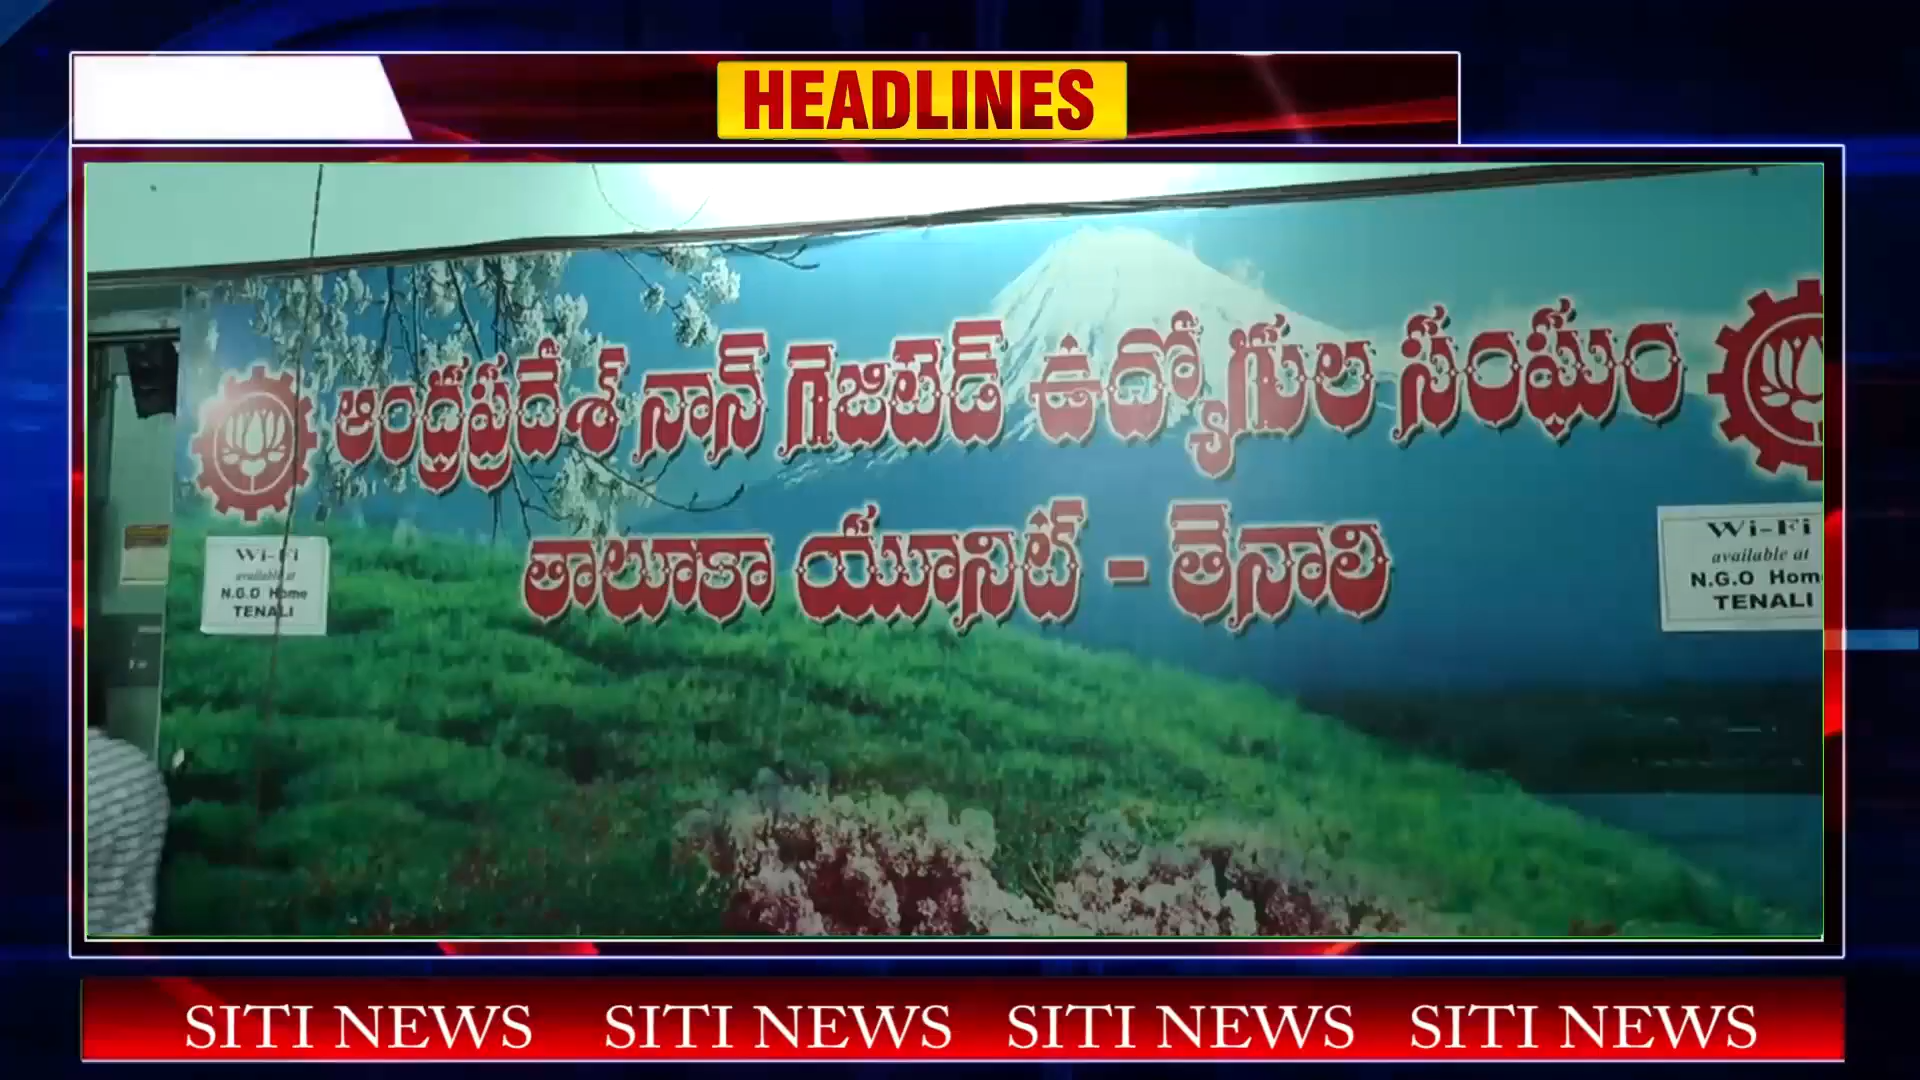 HEADLINES
ఆంధ్రప్రదేశ్ నాన్ గెజిటెడ్ ఉద్యోగుల సంఘం
తాలూకా యూనిట్ - తెనాలి
Wi-Fi
available at
N.G.O Home
TENALI
Wi-Fi
available at
N.G.O Hom
TENALI
SITI NEWS SITI NEWS SITI NEWS SITI NEWS